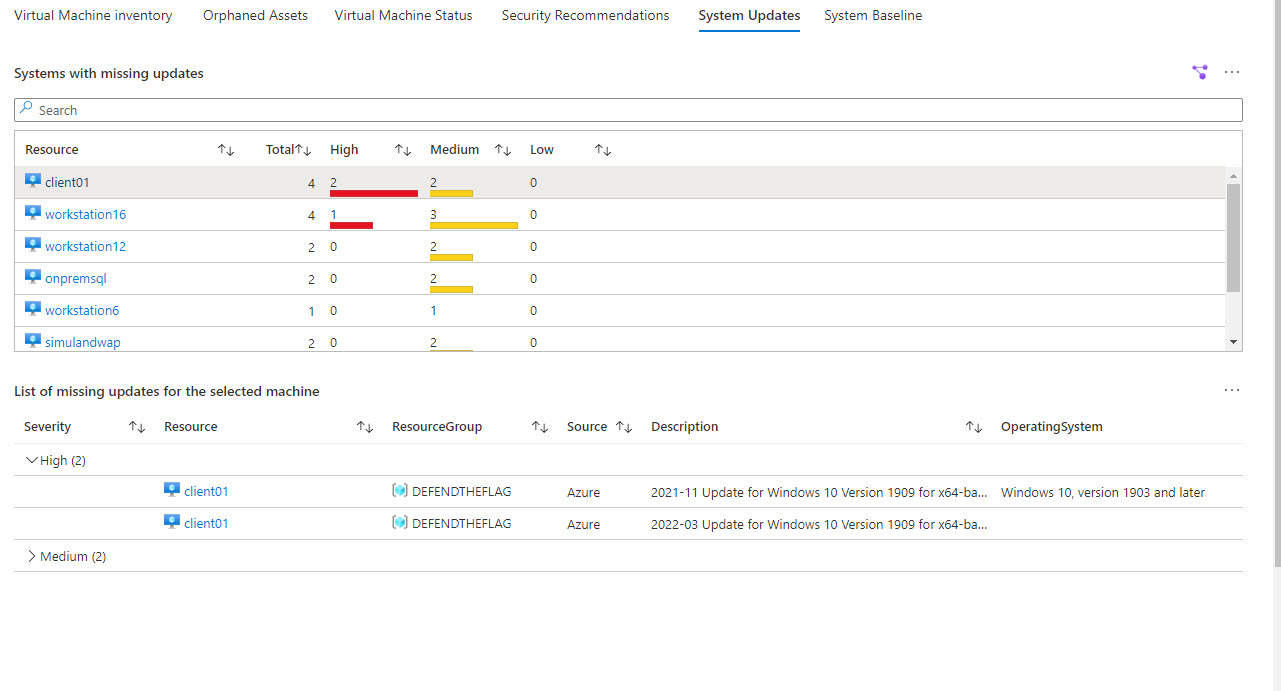 Virtual Machine inventory Orphaned Assets Virtual Machine Status Security Recommendations System Updates System Baseline
Systems with missing updates
Search
Resource Total High Medium Low
client01 4 2 2 0
workstation16 4 1 3 0
workstation12 2 0 2 0
onpremsql 2 0 2 0
workstation6 1 0 1 0
simulandwap 2 0 2 0
List of missing updates for the selected machine
Severity Resource ResourceGroup Source Description OperatingSystem
High (2)
client01 DEFENDTHEFLAG Azure 2021-11 Update for Windows 10 Version 1909 for x64-ba... Windows 10, version 1903 and later
client01 DEFENDTHEFLAG Azure 2022-03 Update for Windows 10 Version 1909 for x64-ba...
Medium (2)